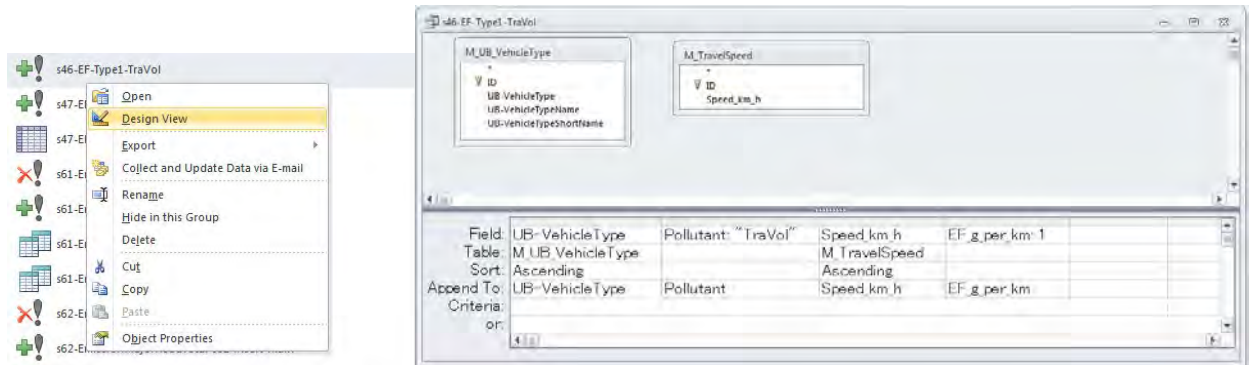 s46-EF-Type1-TraVol
s47-E
s47-E
s61-E
s61-E
s61-E
s61-E
s62-E
s62-E
Open
Design View
Export
Collect and Update Data via E-mail
Rename
Hide in this Group
Delete
Cut
Copy
Paste
Object Properties
s46-EF-Type1-TraVol
M_UB_VehicleType
*
ID
UB-VehicleType
UB-VehicleTypeName
UB-VehicleTypeShortName
M_TravelSpeed
*
ID
Speed_km_h
Field: UB-VehicleType Pollutant: "TraVol" Speed_km_h EF_g_per_km: 1
Table: M_UB_VehicleType M_TravelSpeed
Sort: Ascending Ascending
Append To: UB-VehicleType Pollutant Speed_km_h EF_g_per_km
Criteria:
or: